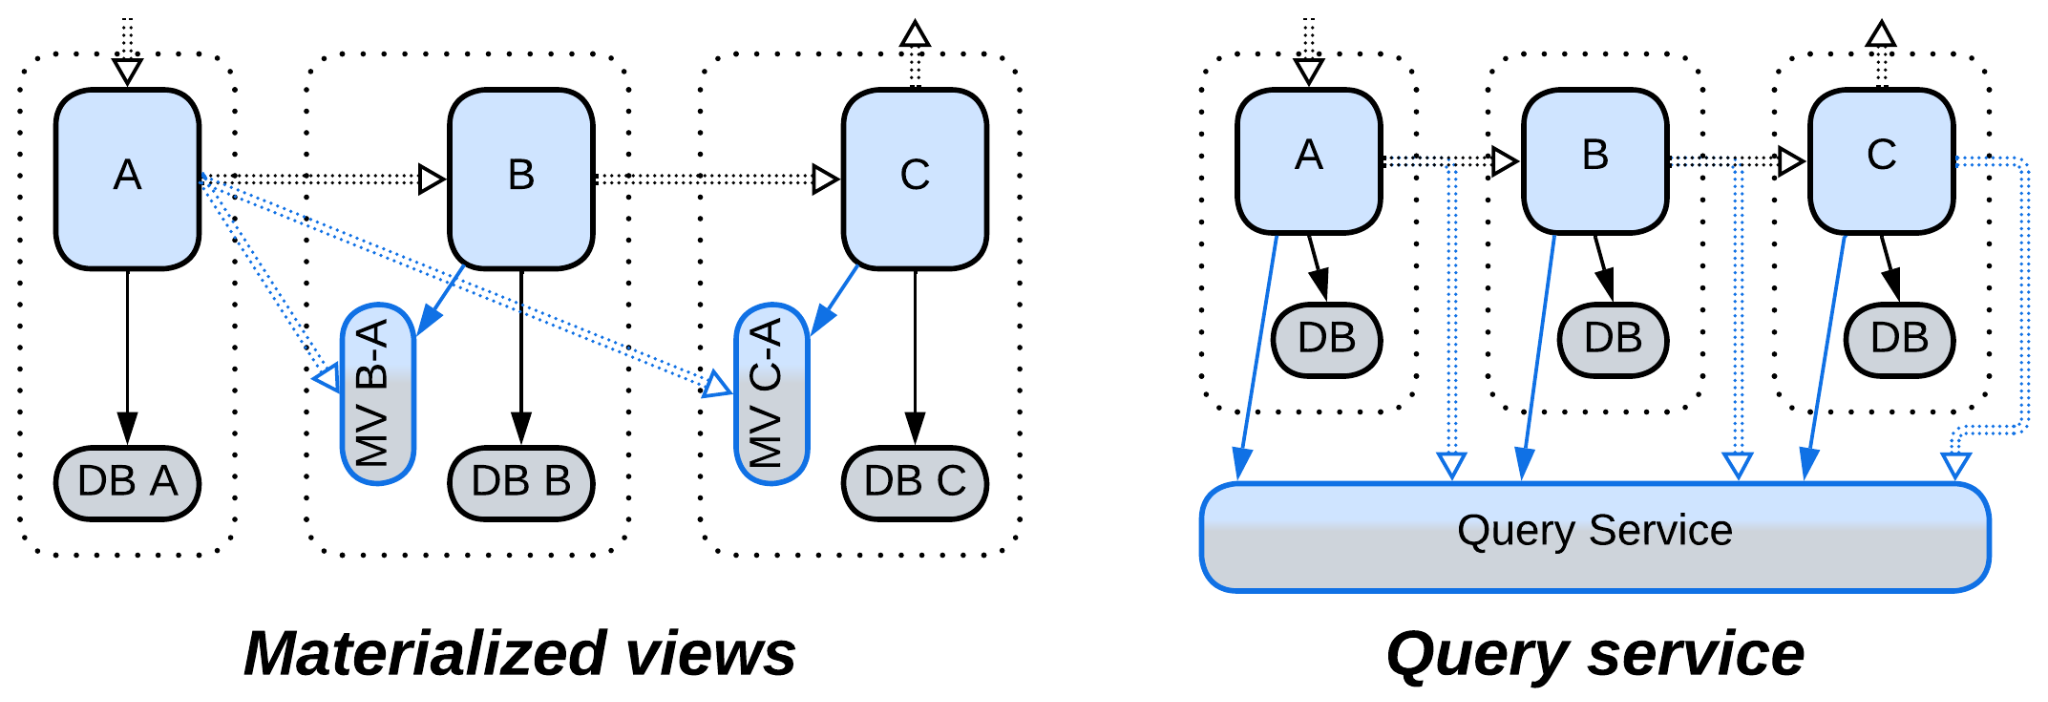 A
B
C
MV B-A
MV C-A
DB A
DB B
DB C
Materialized views
A
B
C
DB
DB
DB
Query Service
Query service